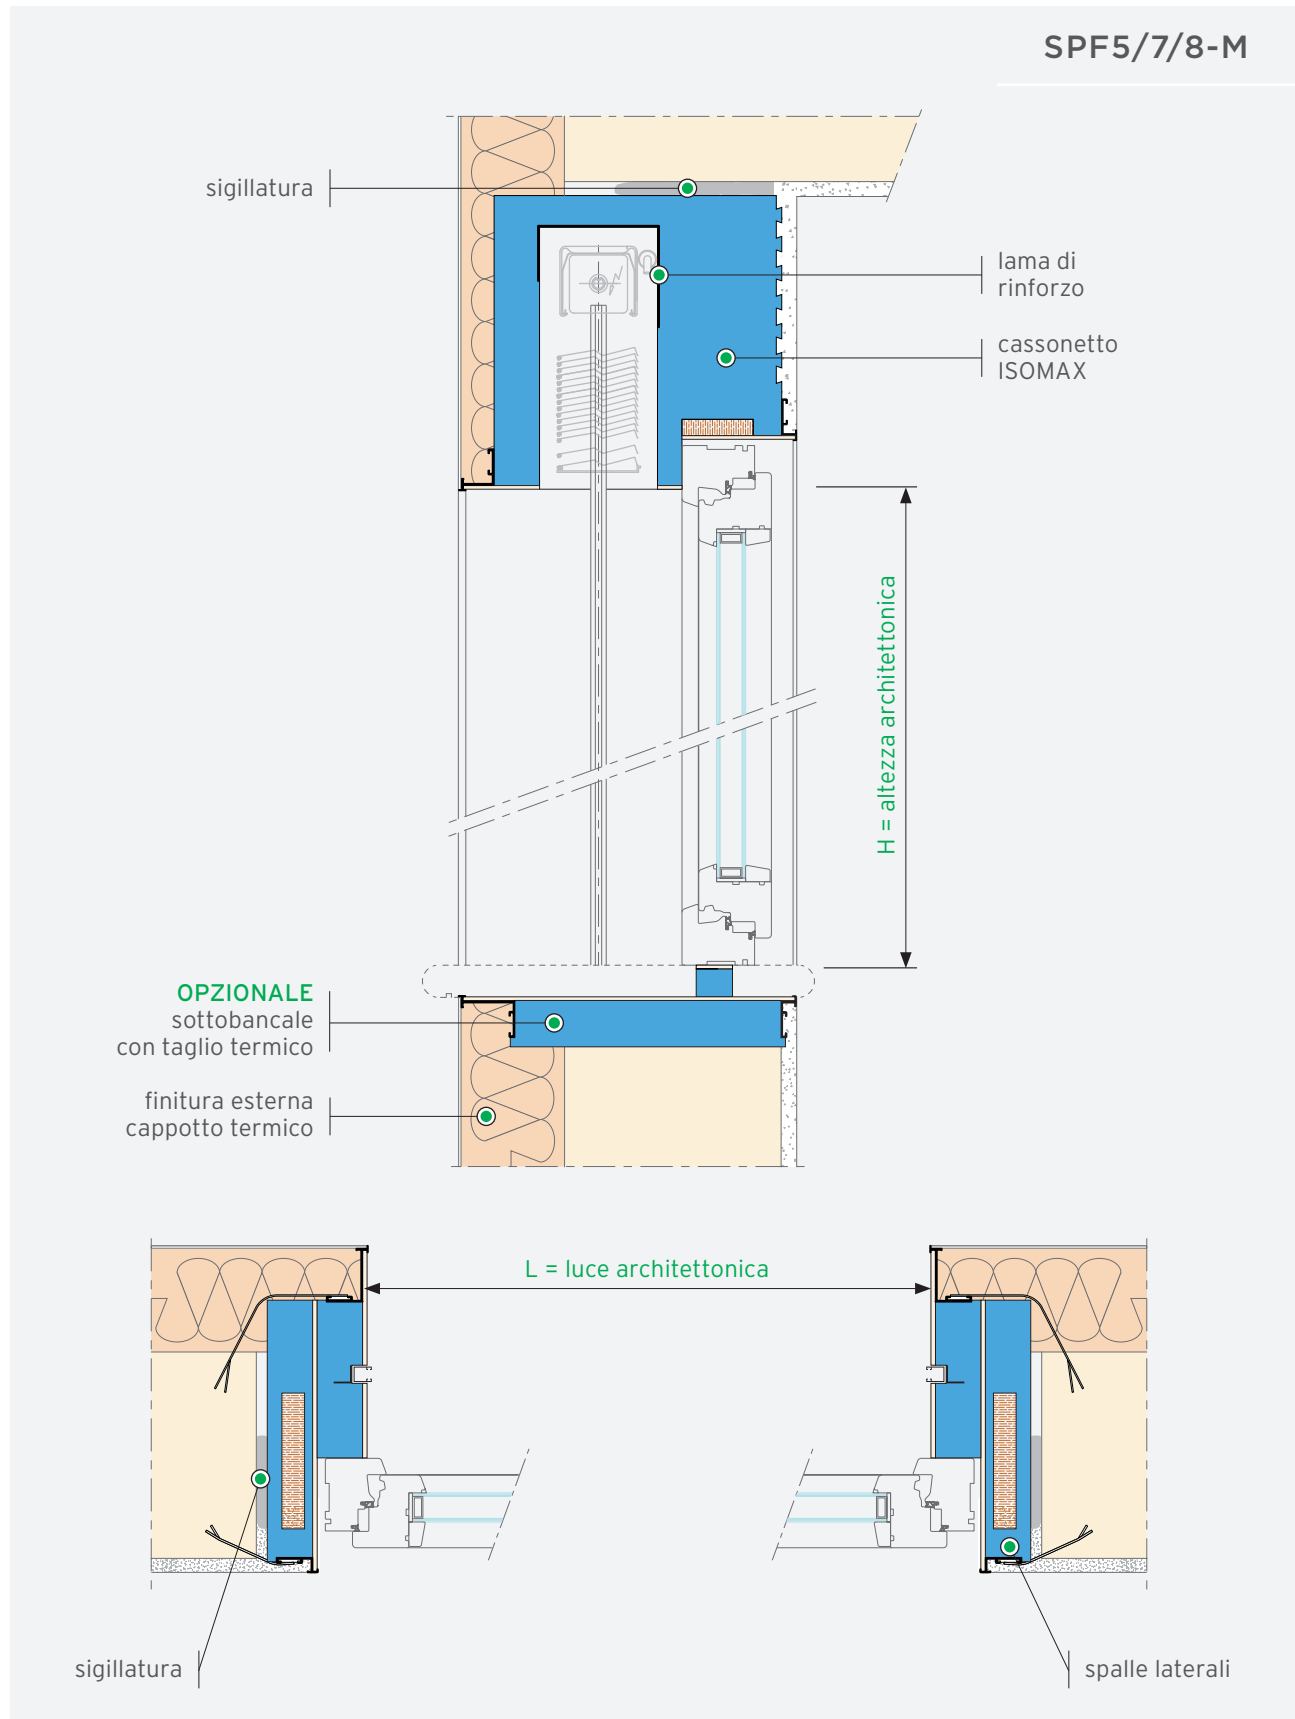 SPF5/7/8-M
sigillatura
lama di
rinforzo
cassonetto
ISOMAX
H = altezza architettonica
OPZIONALE
sottobancale
con taglio termico
finitura esterna
cappotto termico
L = luce architettonica
sigillatura
spalle laterali